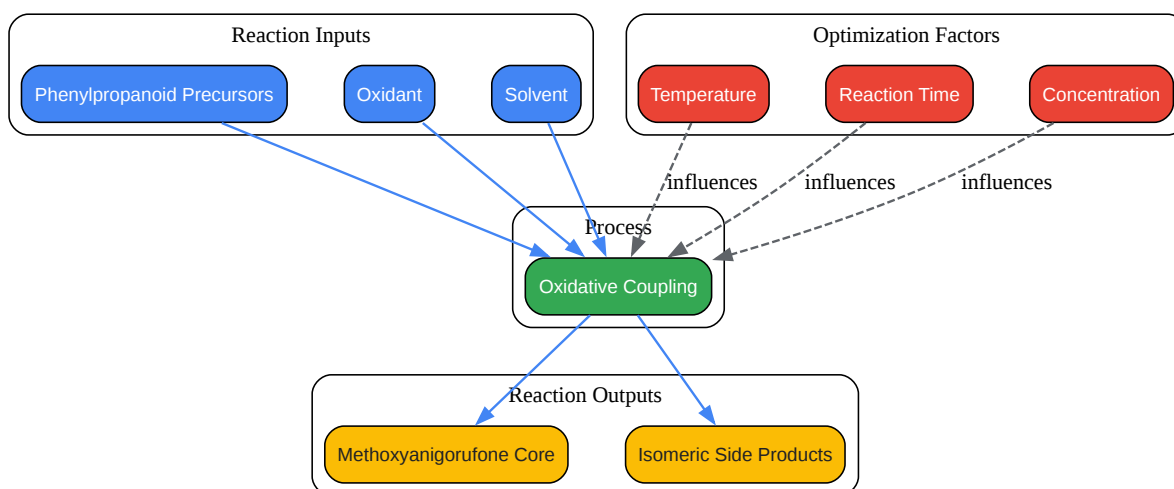 Reaction Inputs
Optimization Factors
Phenylpropanoid Precursors
Oxidant
Solvent
Temperature
Reaction Time
Concentration
influences
influences
influences
Process
Oxidative Coupling
Reaction Outputs
Methoxyanigorufone Core
Isomeric Side Products